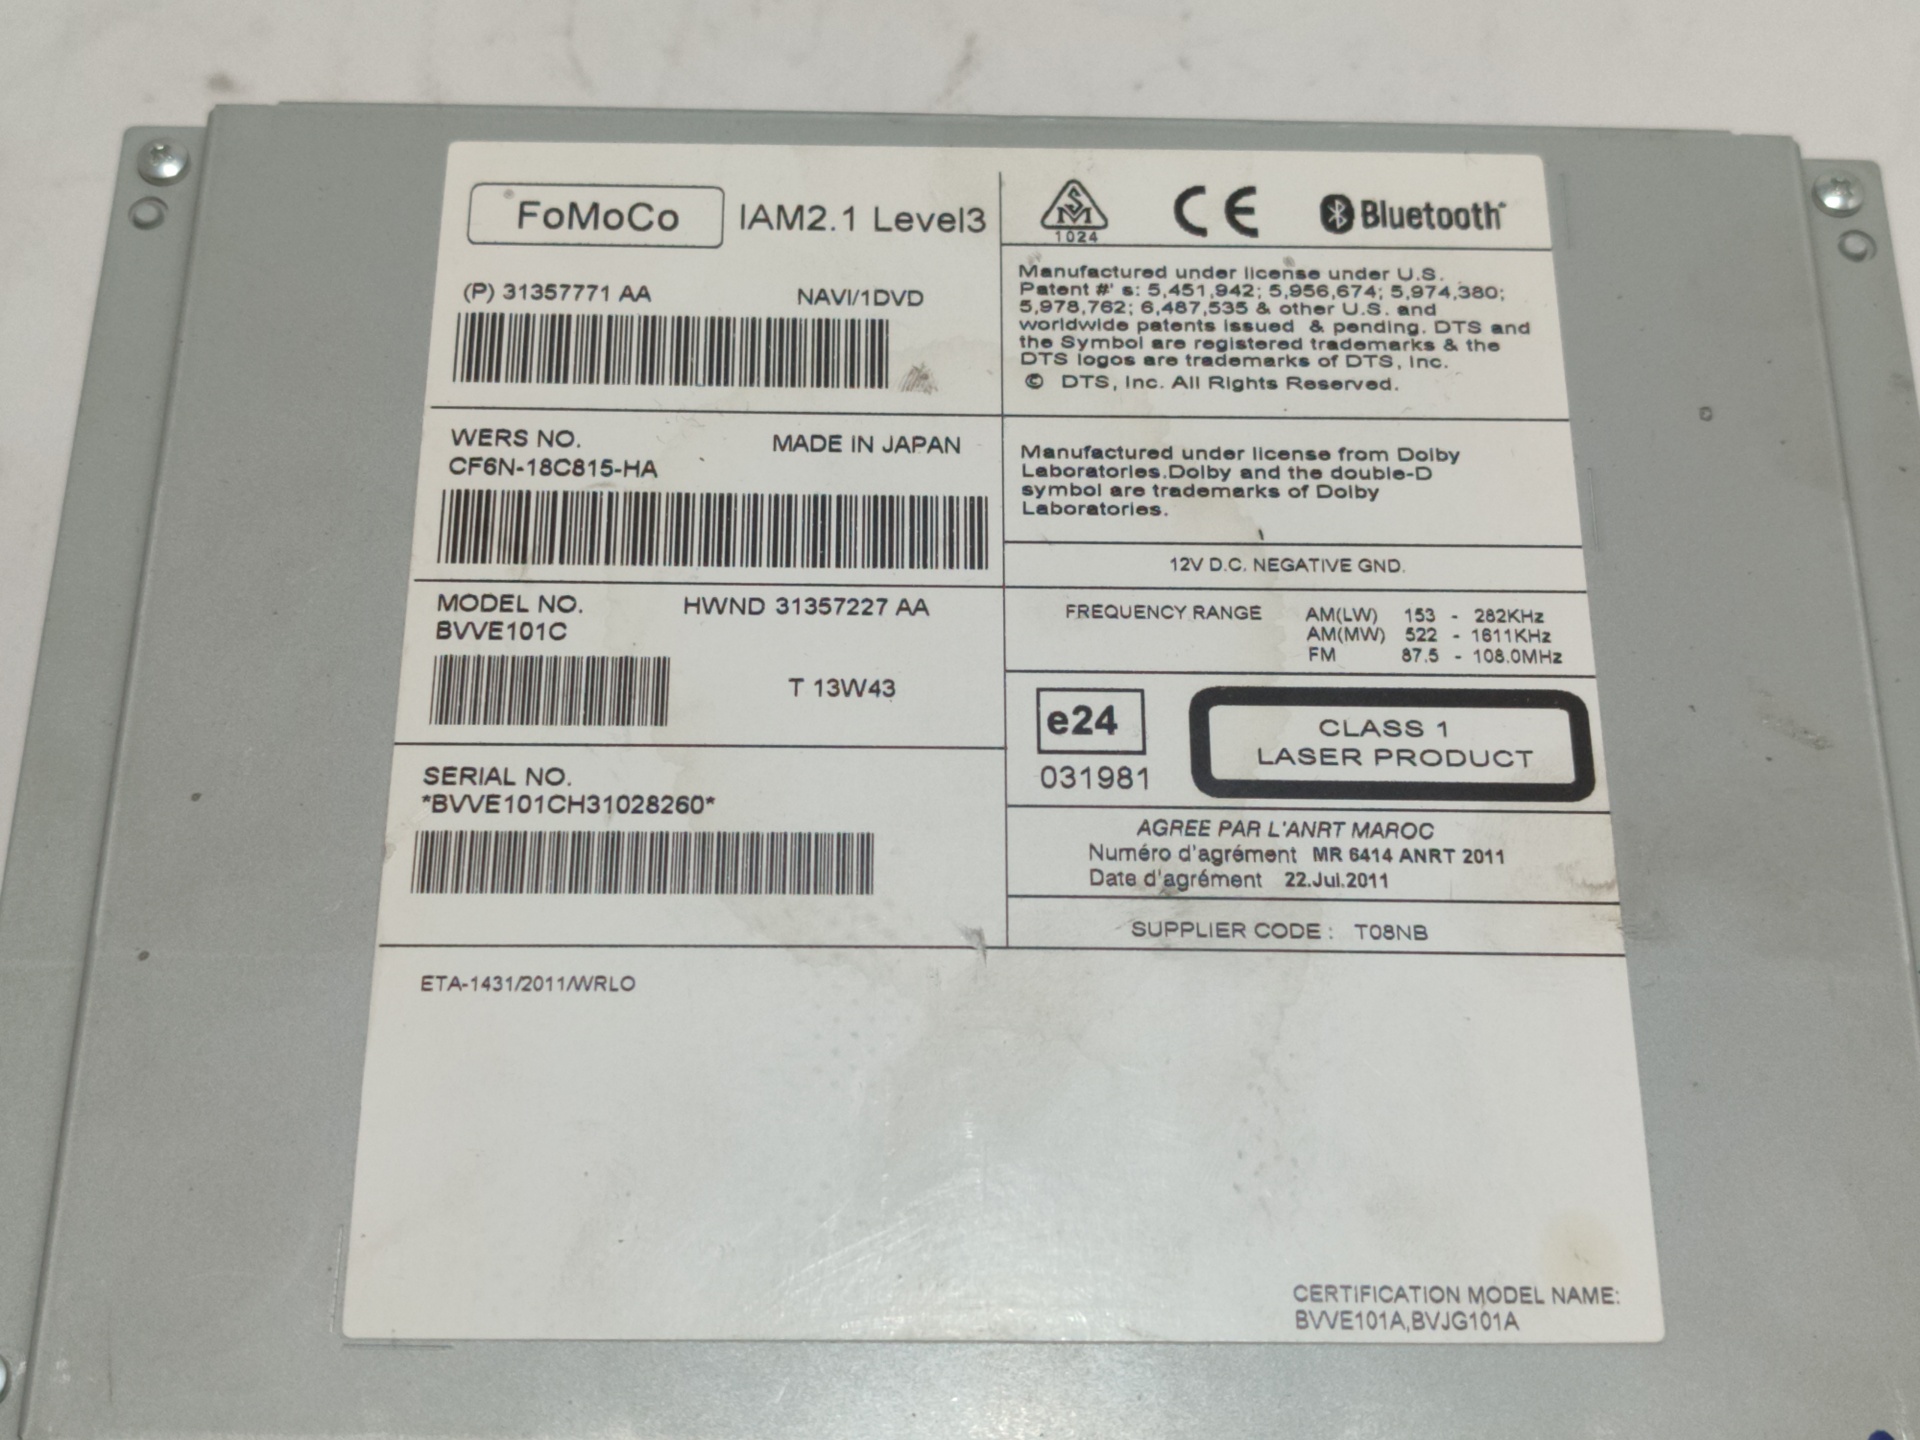 FoMoCo IAM2.1 Level3
(P) 31357771 AA NAVI/1DVD
WERS NO. MADE IN JAPAN
CF6N-18C815-HA
MODEL NO. HWND 31357227 AA
BVVE101C
T 13W43
SERIAL NO.
*BVVE101CH31028260*
ETA-1431/2011/WRLO
SM
1024
CE
Bluetooth
Manufactured under license under U.S.
Patent #' s: 5,451,942; 5,956,674; 5,974,380;
5,978,762; 6,487,535 & other U.S. and
worldwide patents issued & pending. DTS and
the Symbol are registered trademarks & the
DTS logos are trademarks of DTS, Inc.
© DTS, Inc. All Rights Reserved.
Manufactured under license from Dolby
Laboratories.Dolby and the double-D
symbol are trademarks of Dolby
Laboratories.
12V D.C. NEGATIVE GND.
FREQUENCY RANGE AM(LW) 153 - 282KHz
AM(MW) 522 - 1611KHz
FM 87.5 - 108.0MHz
e24
031981
CLASS 1
LASER PRODUCT
AGREE PAR L'ANRT MAROC
Numéro d'agrément MR 6414 ANRT 2011
Date d'agrément 22.Jul.2011
SUPPLIER CODE : T08NB
CERTIFICATION MODEL NAME:
BVVE101A,BVJG101A